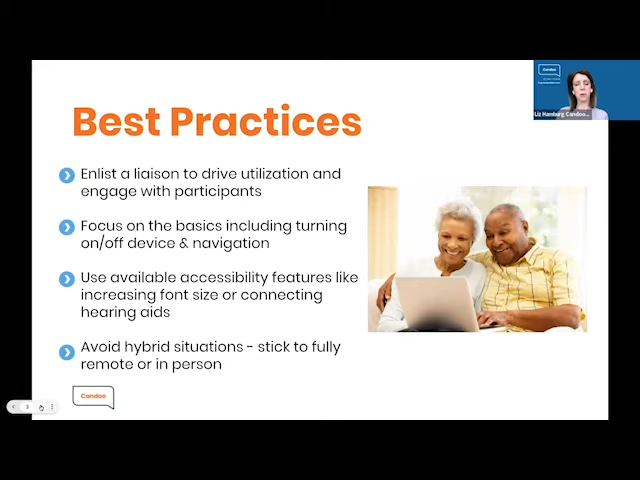 Best Practices
Enlist a liaison to drive utilization and
engage with participants
Focus on the basics including turning
on/off device & navigation
Use available accessibility features like
increasing font size or connecting
hearing aids
Avoid hybrid situations - stick to fully
remote or in person
Candoo
3
Candoo
Liz Hamburg Candoo...